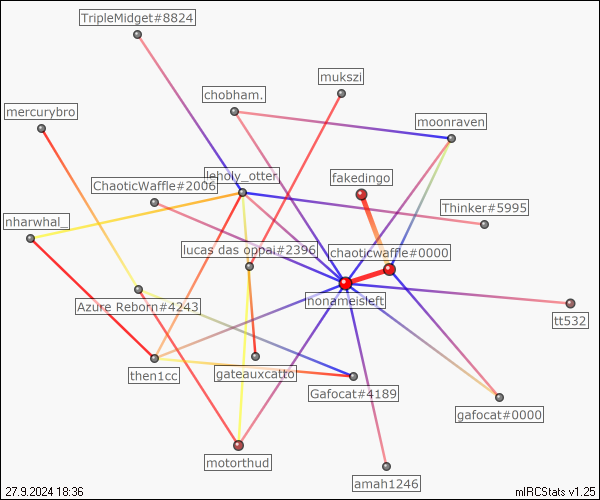 TripleMidget#8824
mukszi
chobham.
mercurybro
moonraven
leholy_otter
fakedingo
ChaoticWaffle#2006
Thinker#5995
nharwhal_
lucas das oppai#2396
chaoticwaffle#0000
nonameisleft
Azure Reborn#4243
tt532
then1cc
gateauxcatto
Gafocat#4189
gafocat#0000
motorthud
amah1246
27.9.2024 18:36
mIRCStats v1.25